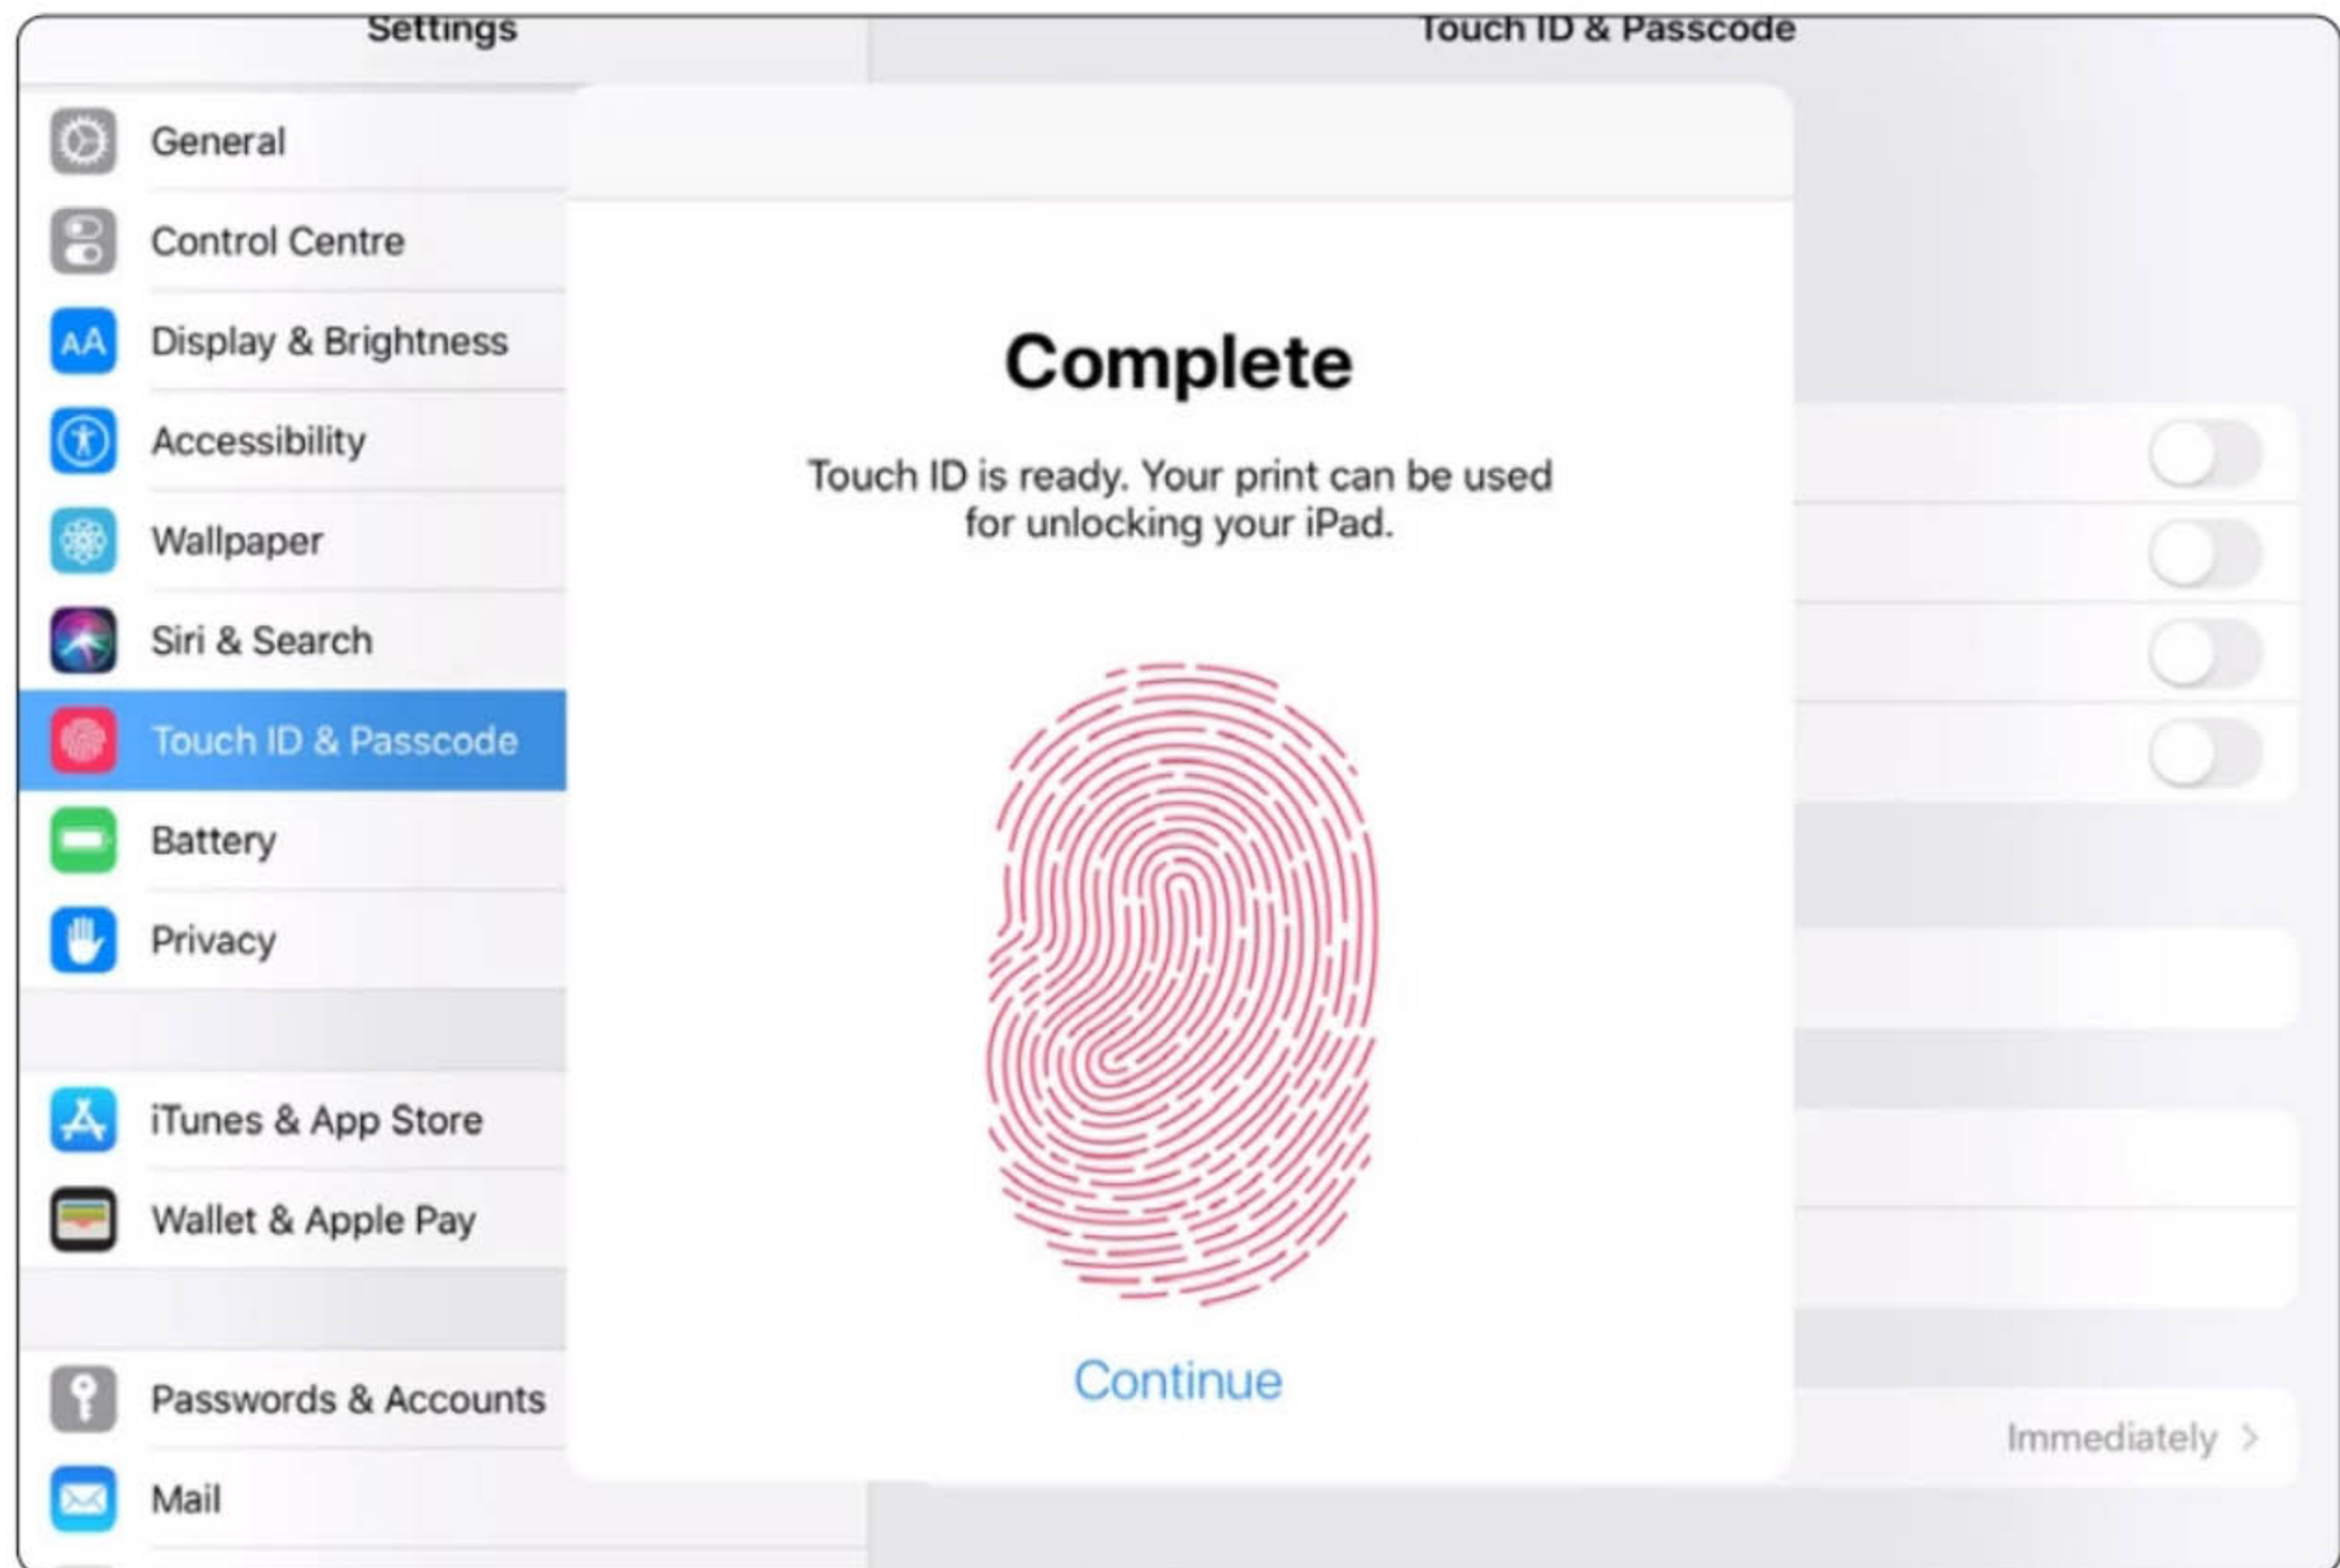 Settings
Touch ID & Passcode
General
Control Centre
AA Display & Brightness
Accessibility
Wallpaper
Siri & Search
Touch ID & Passcode
Battery
Privacy
iTunes & App Store
Wallet & Apple Pay
Passwords & Accounts
Mail
Complete
Touch ID is ready. Your print can be used
for unlocking your iPad.
Continue
Immediately >